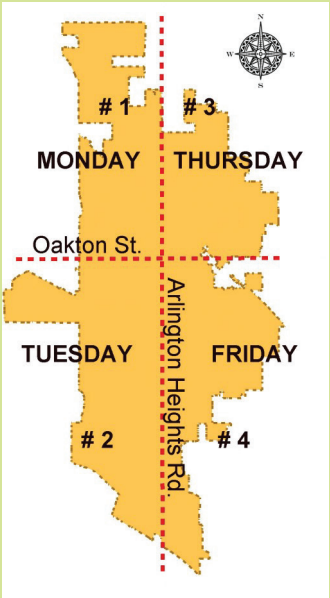 N
W E
S
# 1 # 3
MONDAY THURSDAY
Oakton St.
Arlington Heights Rd.
TUESDAY FRIDAY
# 2 # 4